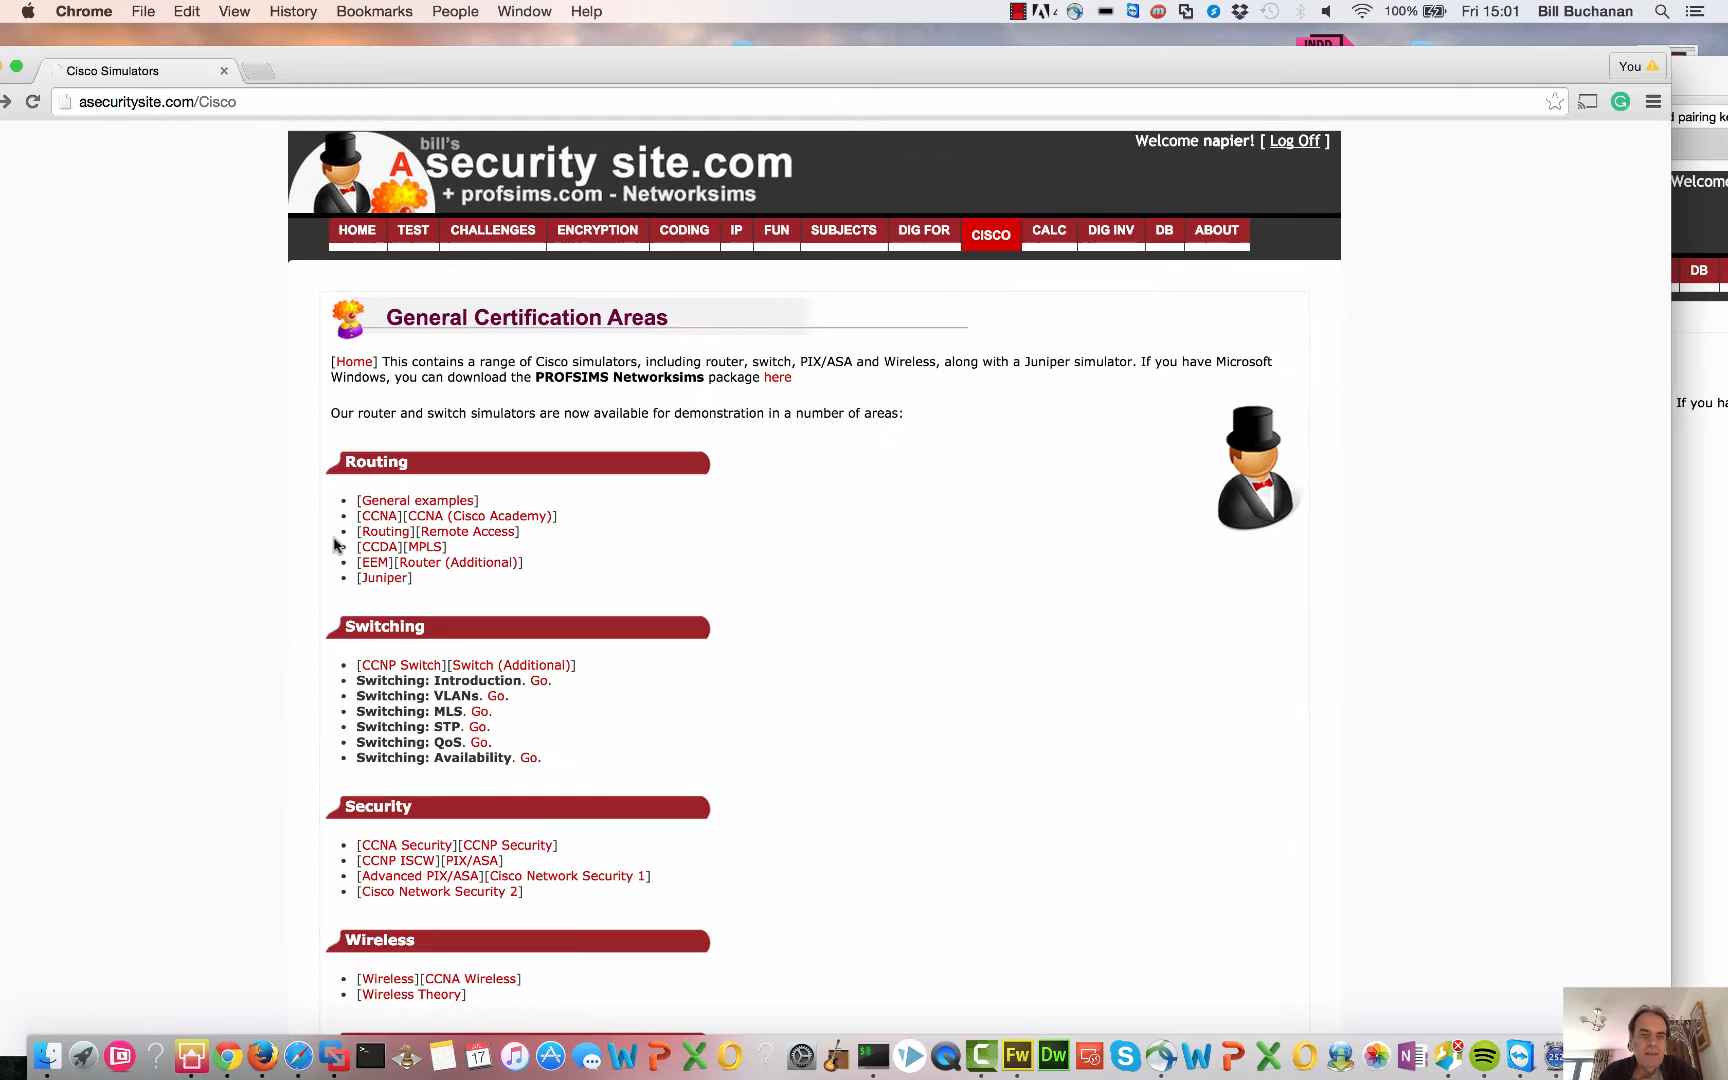 Chrome File Edit View History Bookmarks People Window Help
100% Fri 15:01 Bill Buchanan
INDD
Cisco Simulators
You
asecuritysite.com/Cisco
bill's
A security site.com
+ profsims.com - Networksims
Welcome napier! [ Log Off ]
HOME TEST CHALLENGES ENCRYPTION CODING IP FUN SUBJECTS DIG FOR CISCO CALC DIG INV DB ABOUT
d pairing ke
Welcome
DB
If you ha
General Certification Areas
[Home] This contains a range of Cisco simulators, including router, switch, PIX/ASA and Wireless, along with a Juniper simulator. If you have Microsoft
Windows, you can download the PROFSIMS Networksims package here
Our router and switch simulators are now available for demonstration in a number of areas:
Routing
[General examples]
[CCNA][CCNA (Cisco Academy)]
[Routing][Remote Access]
[CCDA][MPLS]
[EEM][Router (Additional)]
[Juniper]
Switching
[CCNP Switch][Switch (Additional)]
Switching: Introduction. Go.
Switching: VLANs. Go.
Switching: MLS. Go.
Switching: STP. Go.
Switching: QoS. Go.
Switching: Availability. Go.
Security
[CCNA Security][CCNP Security]
[CCNP ISCW][PIX/ASA]
[Advanced PIX/ASA][Cisco Network Security 1]
[Cisco Network Security 2]
Wireless
[Wireless][CCNA Wireless]
[Wireless Theory]
17
Fw Dw
252